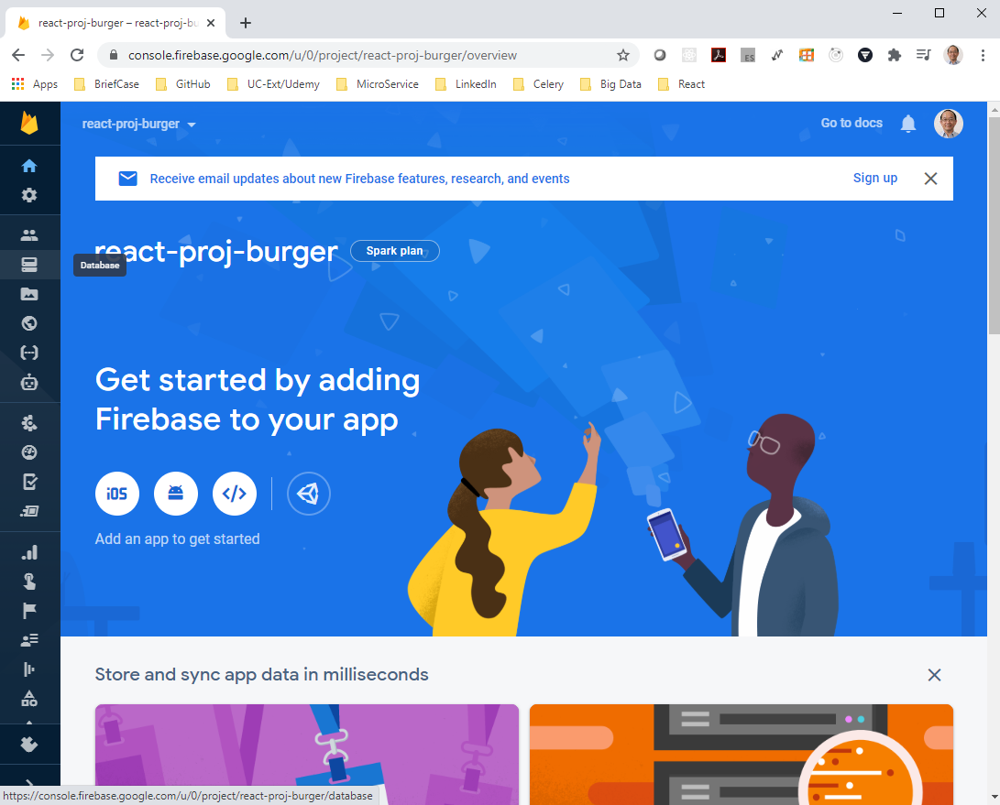 react-proj-burger – react-proj-bu
console.firebase.google.com/u/0/project/react-proj-burger/overview
ES
Apps BriefCase GitHub UC-Ext/Udemy MicroService LinkedIn Celery Big Data React
react-proj-burger Go to docs
Receive email updates about new Firebase features, research, and events Sign up
react-proj-burger Spark plan
Database
Get started by adding
Firebase to your app
iOS
Add an app to get started
Store and sync app data in milliseconds
https://console.firebase.google.com/u/0/project/react-proj-burger/database